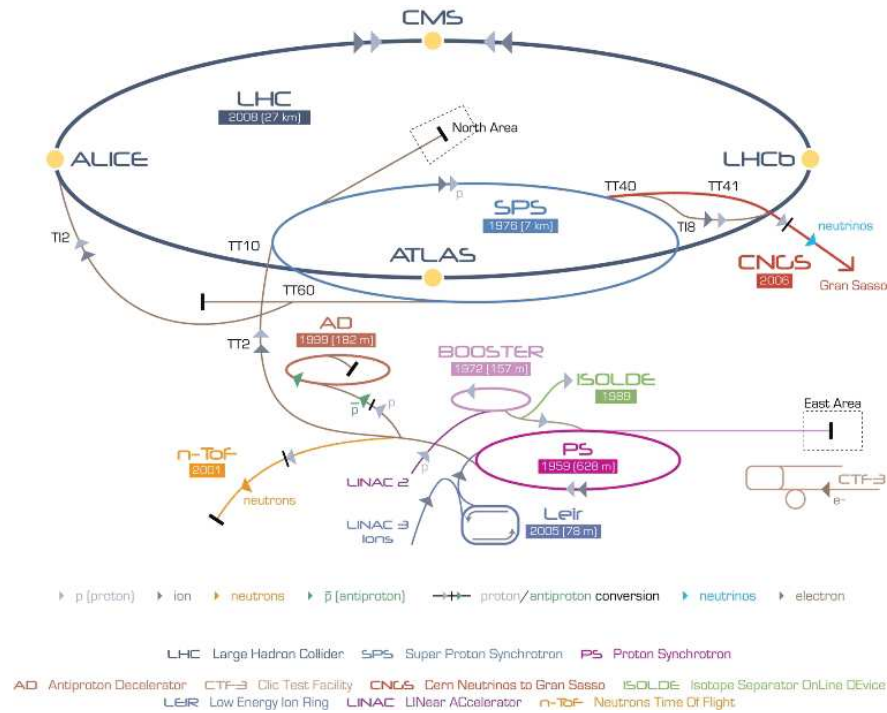 CMS
LHC
2008 (27 km)
North Area
ALICE
LHCb
TT40
TT41
SPS
1976 (7 km)
TI8
neutrinos
TI2
TT10
ATLAS
CNGS
2006
Gran Sasso
TT60
AD
1999 (182 m)
TT2
BOOSTER
1972 (157 m)
ISOLDE
1989
East Area
p
p̅
p
n-ToF
2001
PS
1959 (628 m)
p
LINAC 2
neutrons
CTF-3
e-
LINAC 3
Ions
Leir
2005 (78 m)
p (proton) ion neutrons p̅ (antiproton) proton/antiproton conversion neutrinos electron
LHC Large Hadron Collider SPS Super Proton Synchrotron PS Proton Synchrotron
AD Antiproton Decelerator CTF-3 Clic Test Facility CNGS Cern Neutrinos to Gran Sasso ISOLDE Isotope Separator OnLine DEvice
LEIR Low Energy Ion Ring LINAC LINear ACcelerator n-ToF Neutrons Time Of Flight